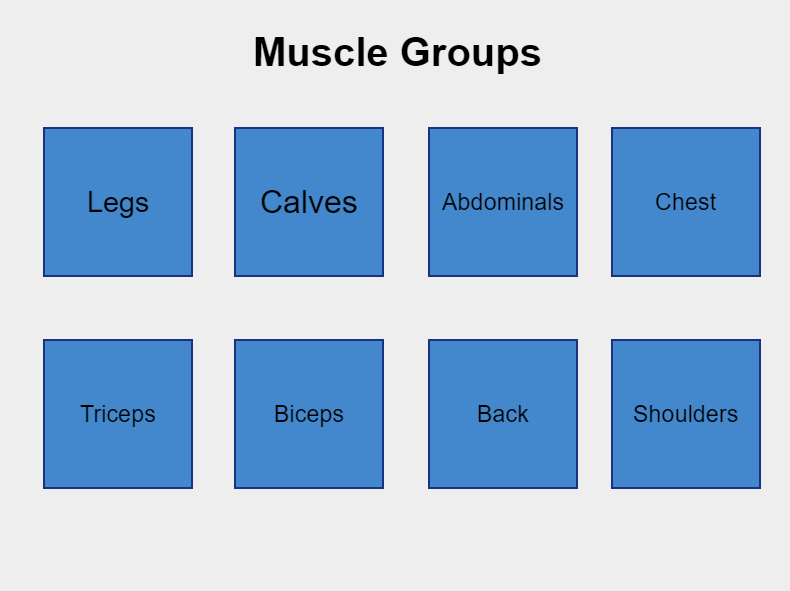 Muscle Groups
Legs
Calves
Abdominals
Chest
Triceps
Biceps
Back
Shoulders